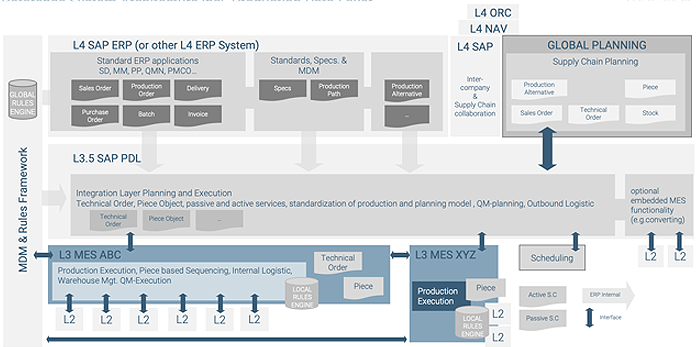 L4 ORC
L4 NAV
L4 SAP
L4 SAP ERP (or other L4 ERP System)
Standard ERP applications
SD, MM, PP, QMN, PMCO...
Sales Order
Production
Order
Delivery
Purchase
Order
Batch
Invoice
Standards, Specs. &
MDM
Specs
Production
Path
Production
Alternative
...
Inter-
company
&
Supply Chain
collaboration
GLOBAL PLANNING
Supply Chain Planning
Production
Alternative
Piece
Sales Order
Technical
Order
Stock
GLOBAL
RULES
ENGINE
MDM & Rules Framework
L3.5 SAP PDL
Integration Layer Planning and Execution
Technical Order, Piece Object, passive and active services, standardization of production and planning model , QM-planning, Outbound Logistic
Technical
Order
Piece Object
...
optional
embedded MES
functionality
(e.g.converting)
L2
L2
L3 MES ABC
Production Execution, Piece based Sequencing, Internal Logistic,
Warehouse Mgt. QM-Execution
Technical
Order
Piece
LOCAL
RULES
ENGINE
L2
L2
L2
L2
L2
L2
L3 MES XYZ
Production
Execution
Piece
LOCAL
RULES
ENGINE
L2
L2
Scheduling
Active S.C
ERP Internal
Passive S.C
Interface